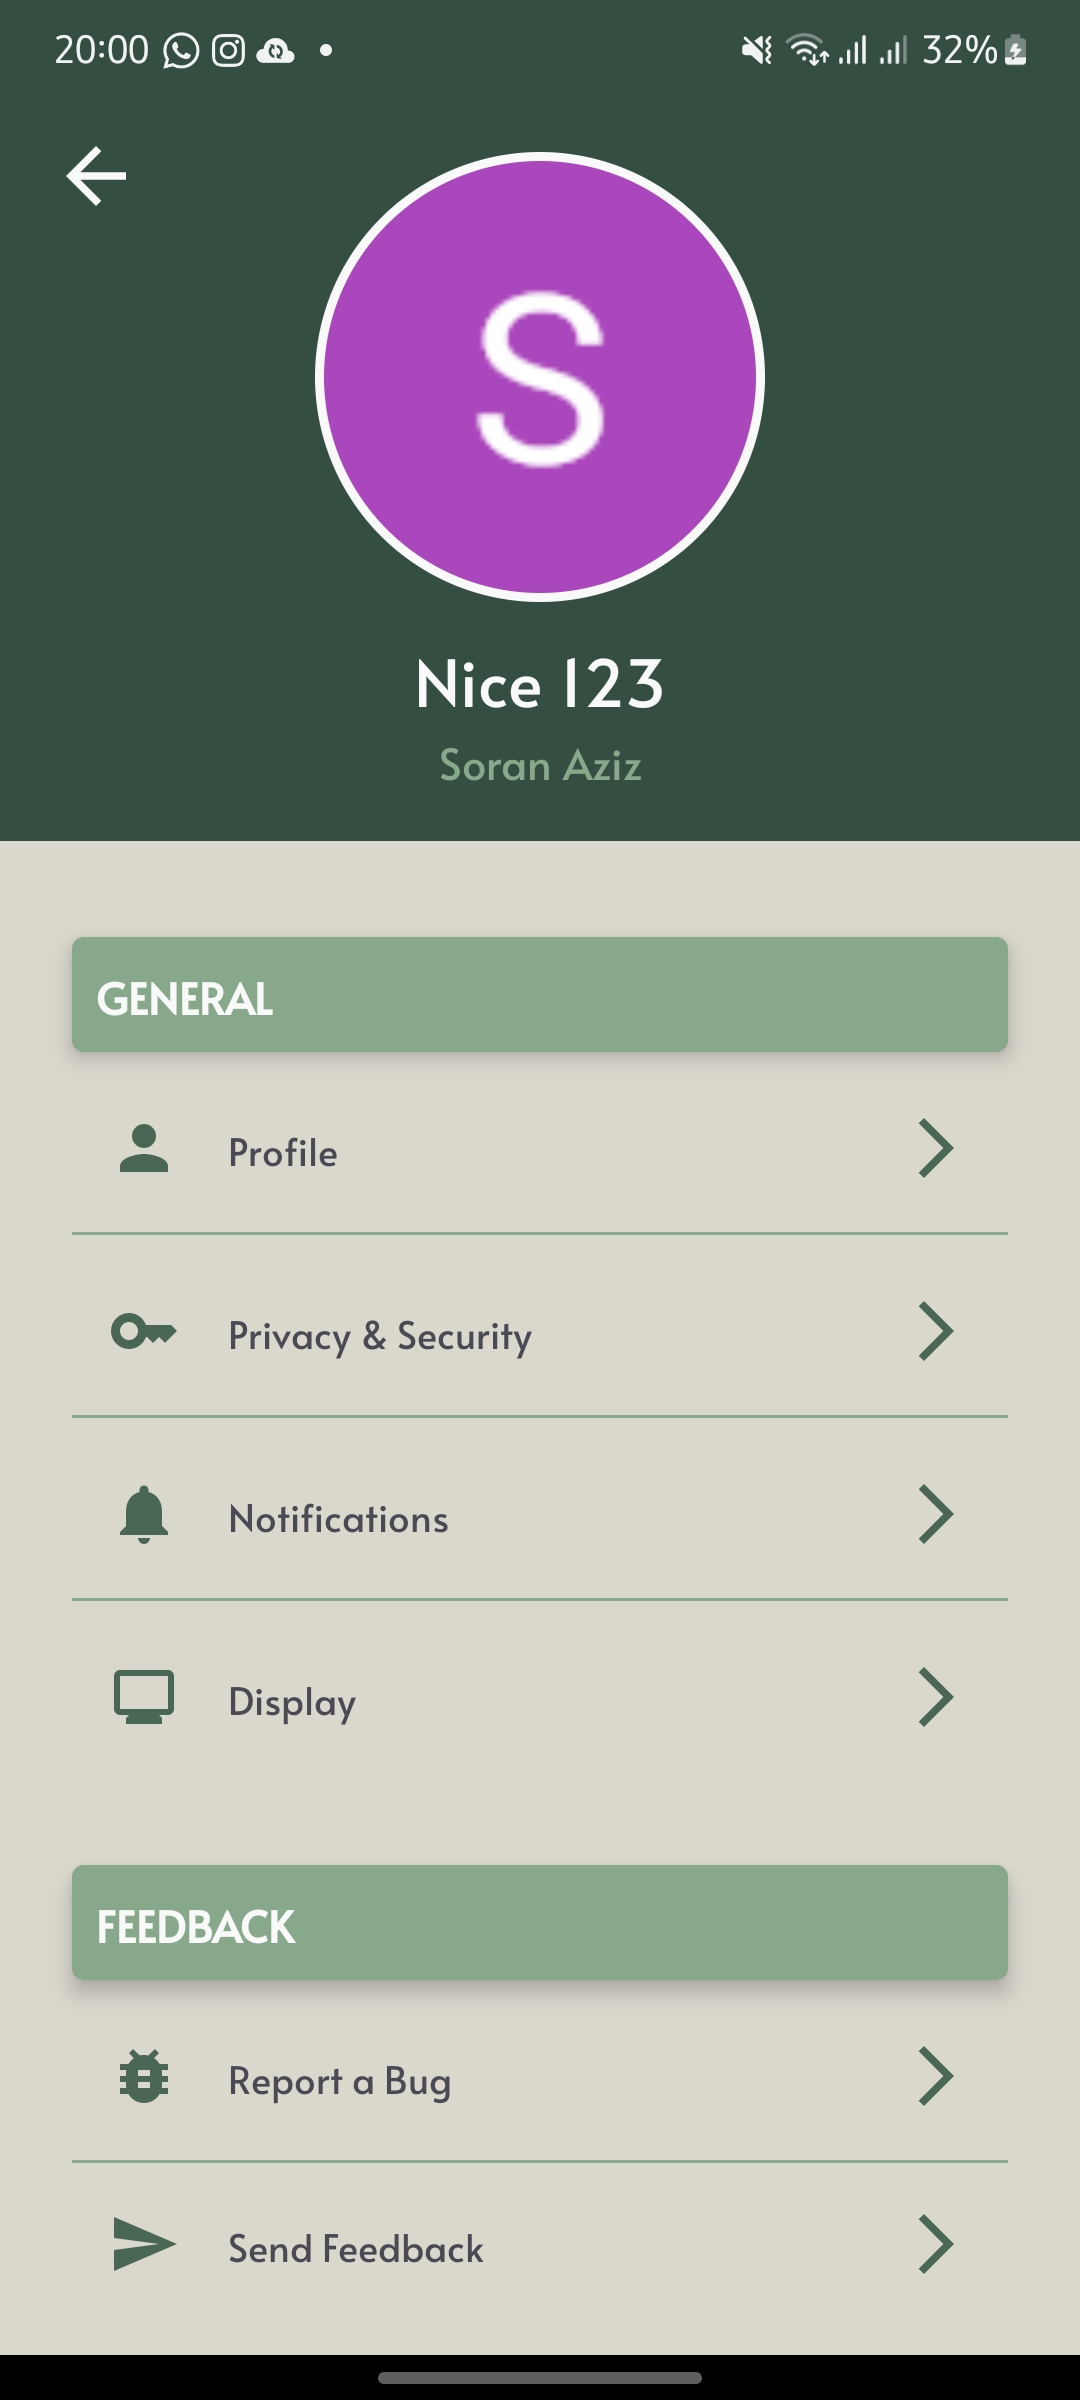 20:00
32%
S
Nice 123
Soran Aziz
GENERAL
Profile
Privacy & Security
Notifications
Display
FEEDBACK
Report a Bug
Send Feedback